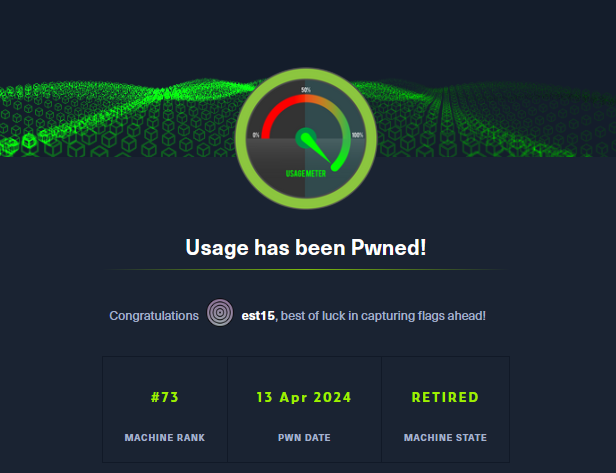 50%
0%
100%
USAGE METER
Usage has been Pwned!
Congratulations est15, best of luck in capturing flags ahead!
#73 13 Apr 2024 RETIRED
MACHINE RANK PWN DATE MACHINE STATE